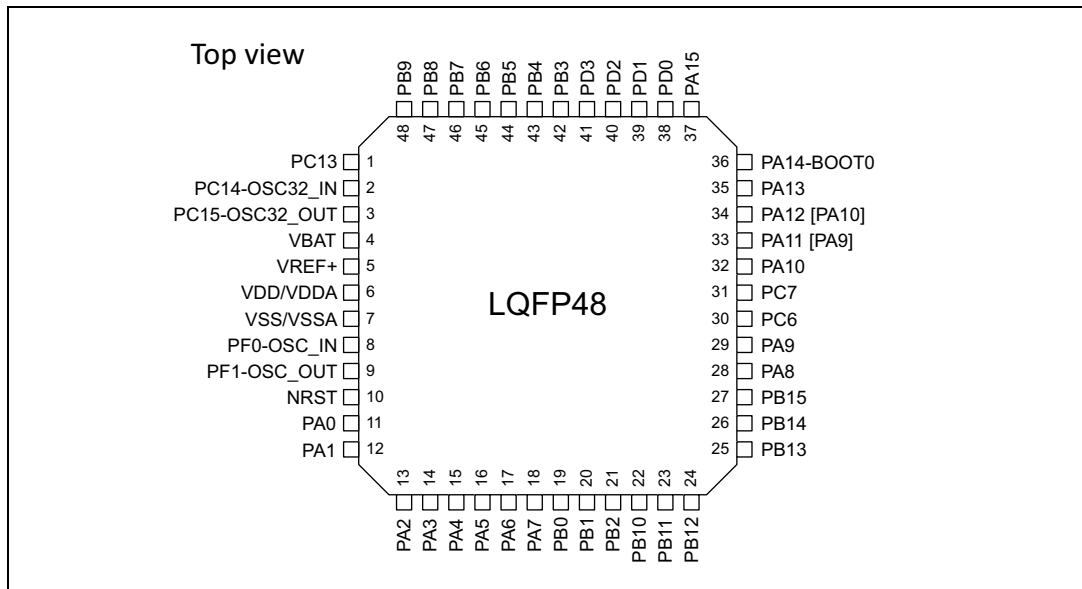 Top view
PB9
PB8
PB7
PB6
PB5
PB4
PB3
PD3
PD2
PD1
PD0
PA15
48
47
46
45
44
43
42
41
40
39
38
37
PC13 1
PC14-OSC32_IN 2
PC15-OSC32_OUT 3
VBAT 4
VREF+ 5
VDD/VDDA 6
VSS/VSSA 7
PF0-OSC_IN 8
PF1-OSC_OUT 9
NRST 10
PA0 11
PA1 12
LQFP48
36 PA14-BOOT0
35 PA13
34 PA12 [PA10]
33 PA11 [PA9]
32 PA10
31 PC7
30 PC6
29 PA9
28 PA8
27 PB15
26 PB14
25 PB13
13
14
15
16
17
18
19
20
21
22
23
24
PA2
PA3
PA4
PA5
PA6
PA7
PB0
PB1
PB2
PB10
PB11
PB12